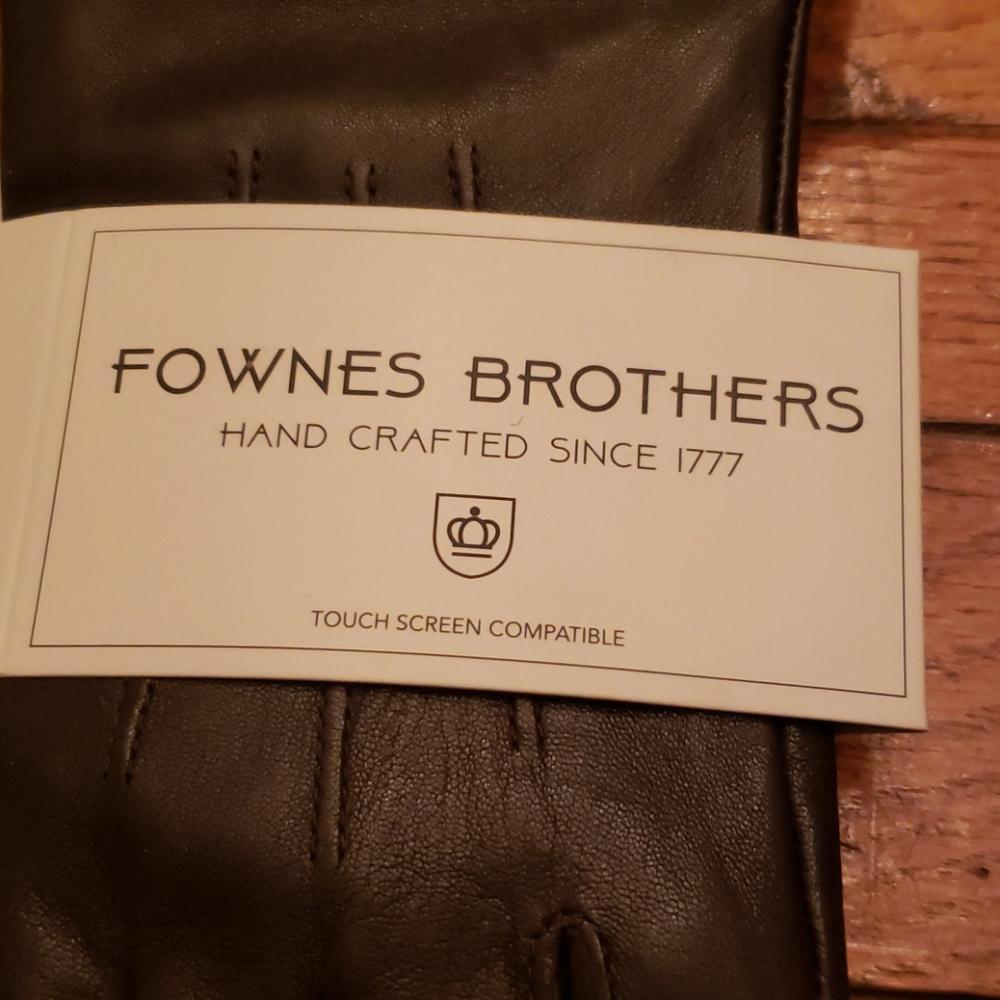 FOWNES BROTHERS
HAND CRAFTED SINCE 1777
TOUCH SCREEN COMPATIBLE